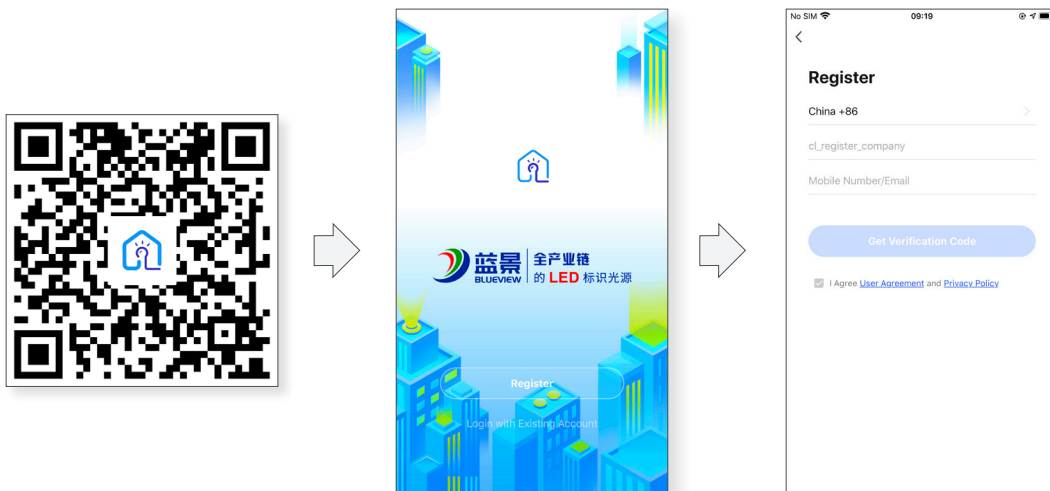 蓝景
BLUEVIEW
全产业链
的 LED 标识光源
Register
Login with Existing Account
No SIM
09:19
Register
China +86
cl_register_company
Mobile Number/Email
Get Verification Code
I Agree User Agreement and Privacy Policy